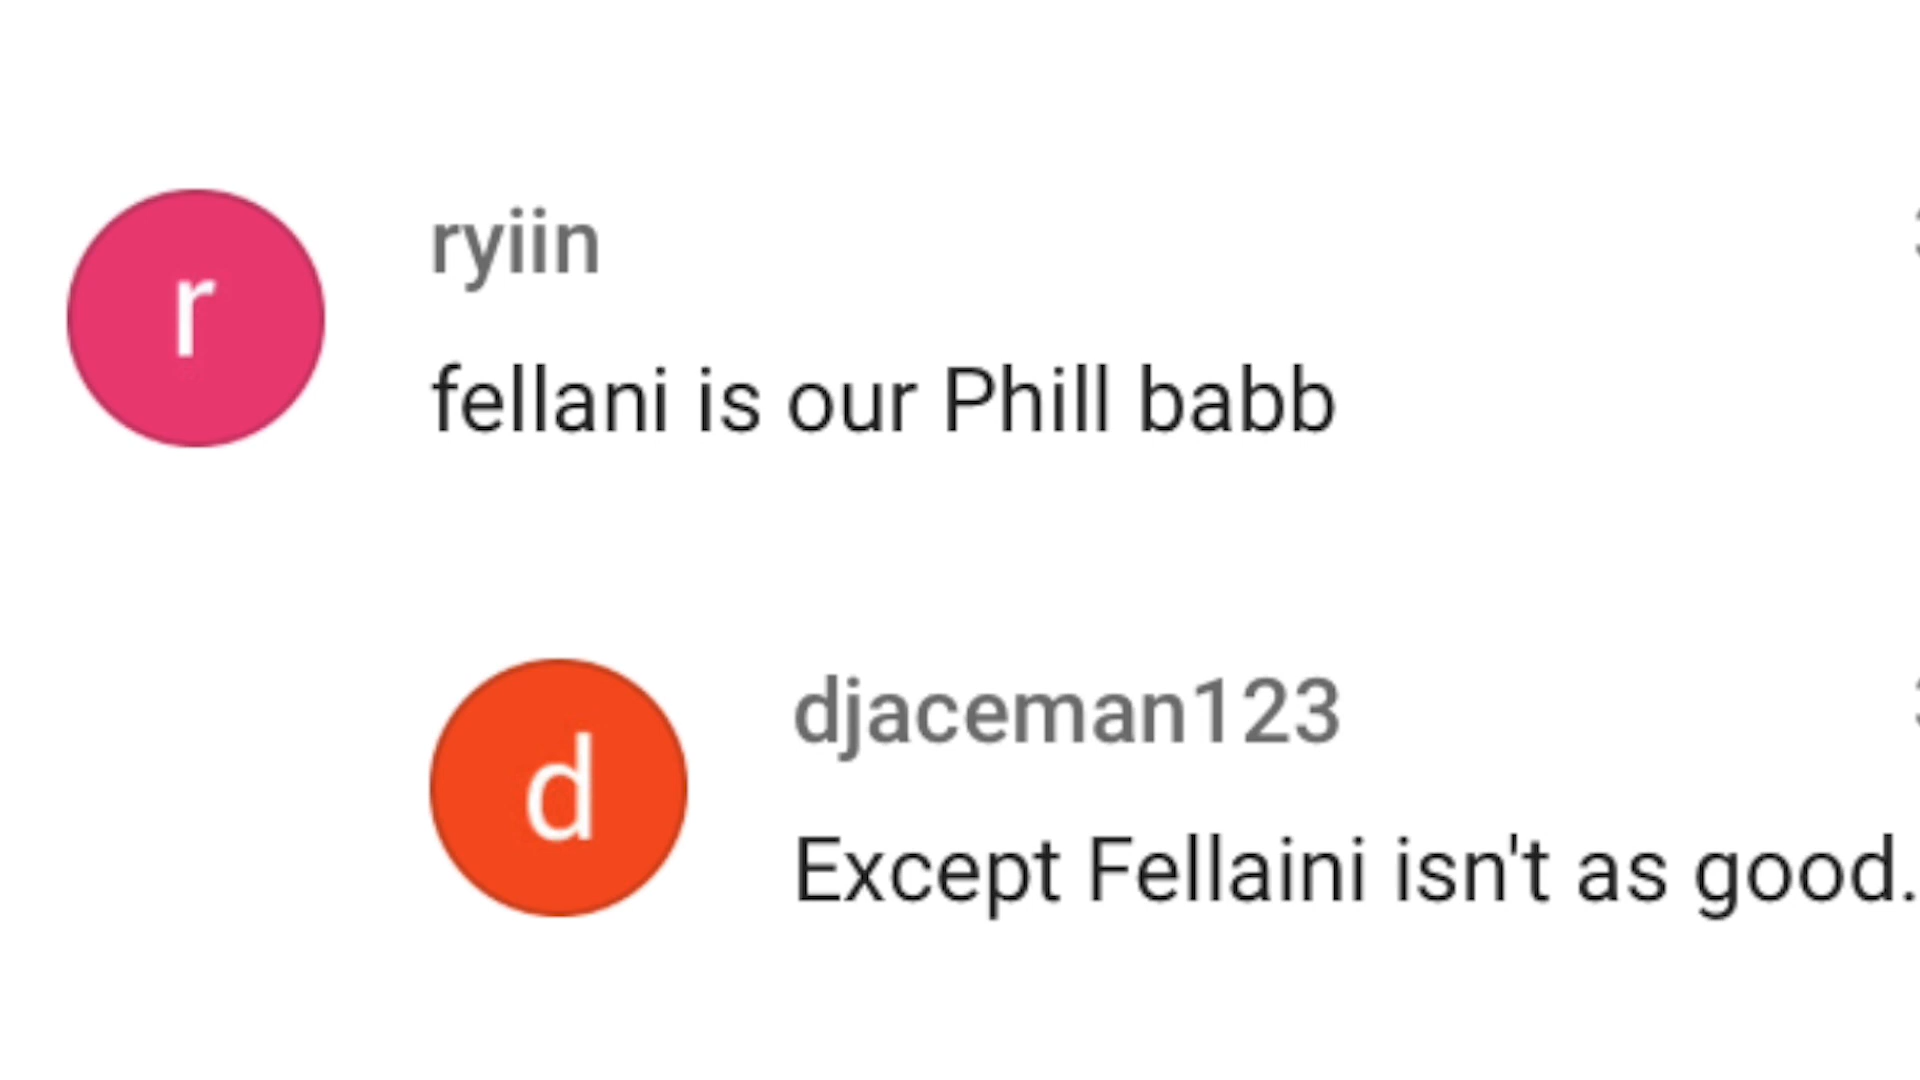 r
ryiin
fellani is our Phill babb
d
djaceman123
Except Fellaini isn't as good.